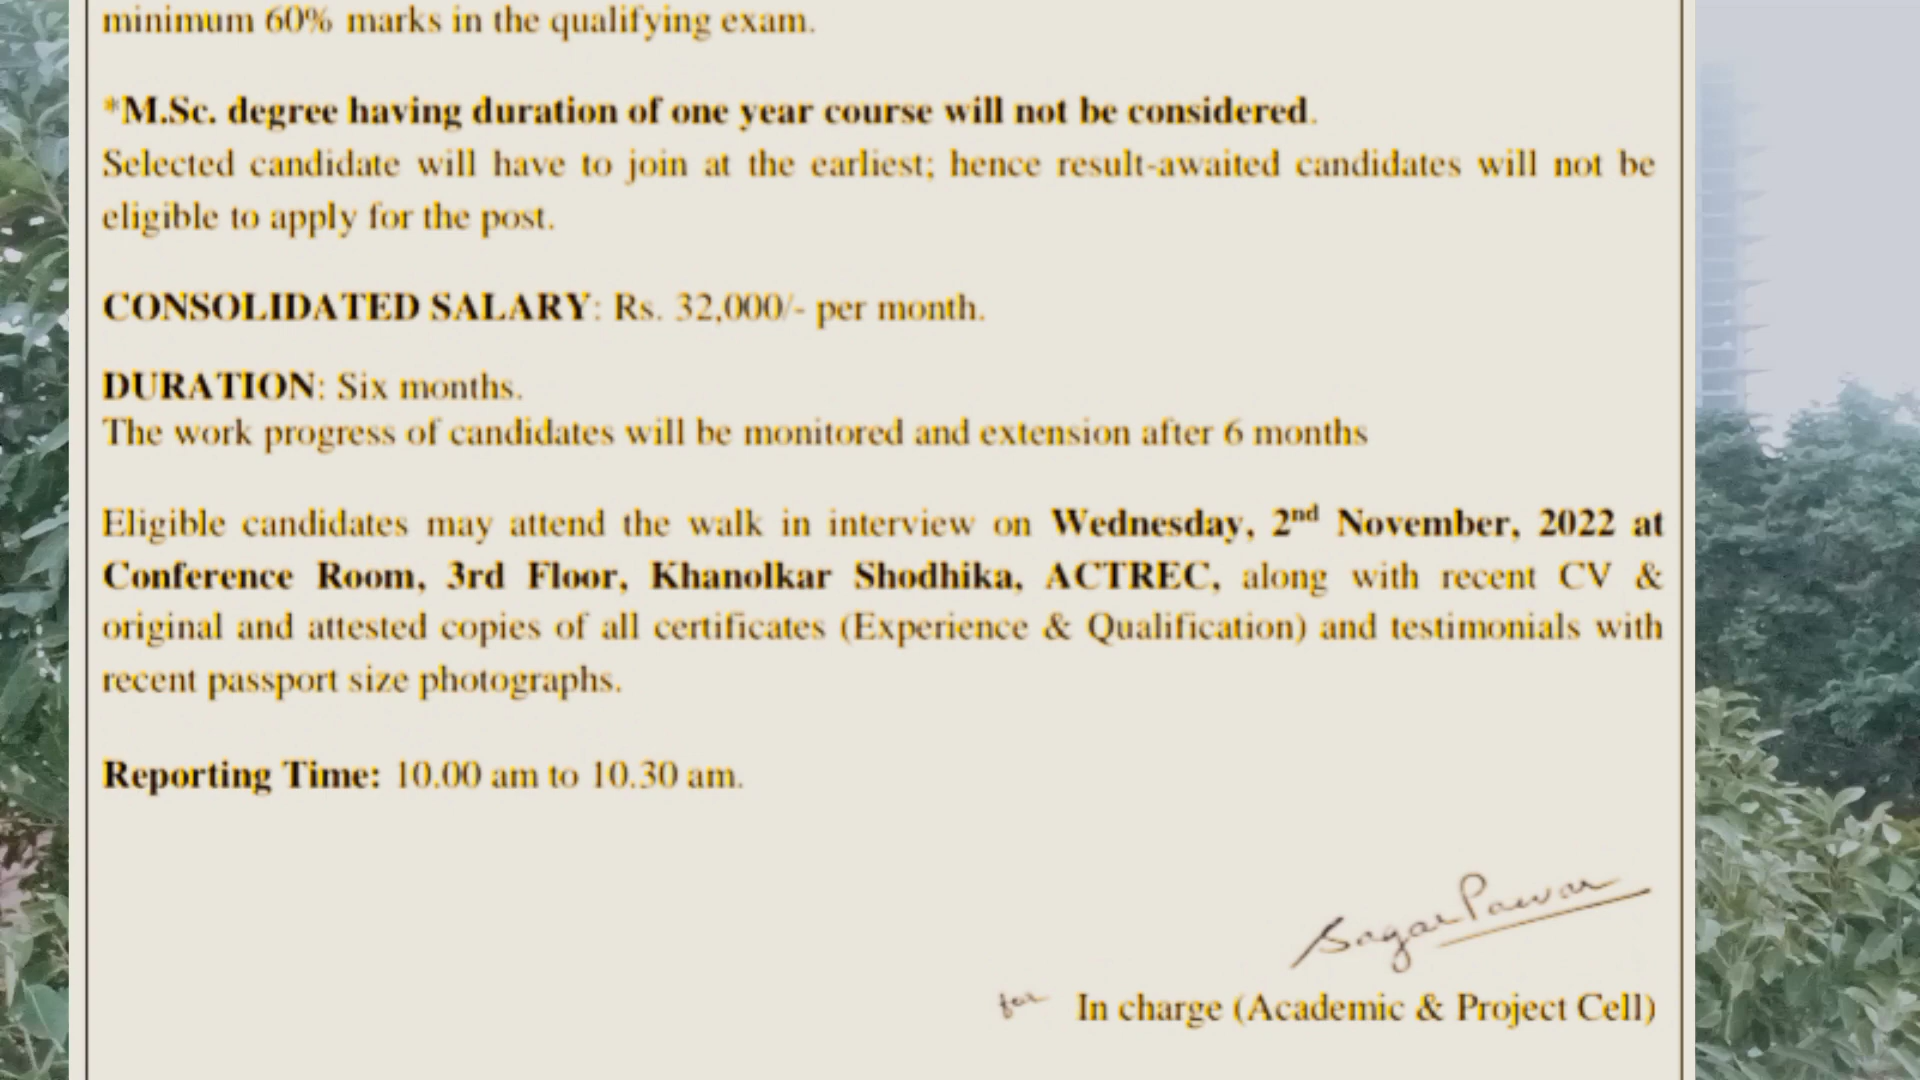 minimum 60% marks in the qualifying exam.
*M.Sc. degree having duration of one year course will not be considered.
Selected candidate will have to join at the earliest; hence result-awaited candidates will not be
eligible to apply for the post.
CONSOLIDATED SALARY: Rs. 32,000/- per month.
DURATION: Six months.
The work progress of candidates will be monitored and extension after 6 months
Eligible candidates may attend the walk in interview on Wednesday, 2nd November, 2022 at
Conference Room, 3rd Floor, Khanolkar Shodhika, ACTREC, along with recent CV &
original and attested copies of all certificates (Experience & Qualification) and testimonials with
recent passport size photographs.
Reporting Time: 10.00 am to 10.30 am.
Sagar Pawar
for In charge (Academic & Project Cell)